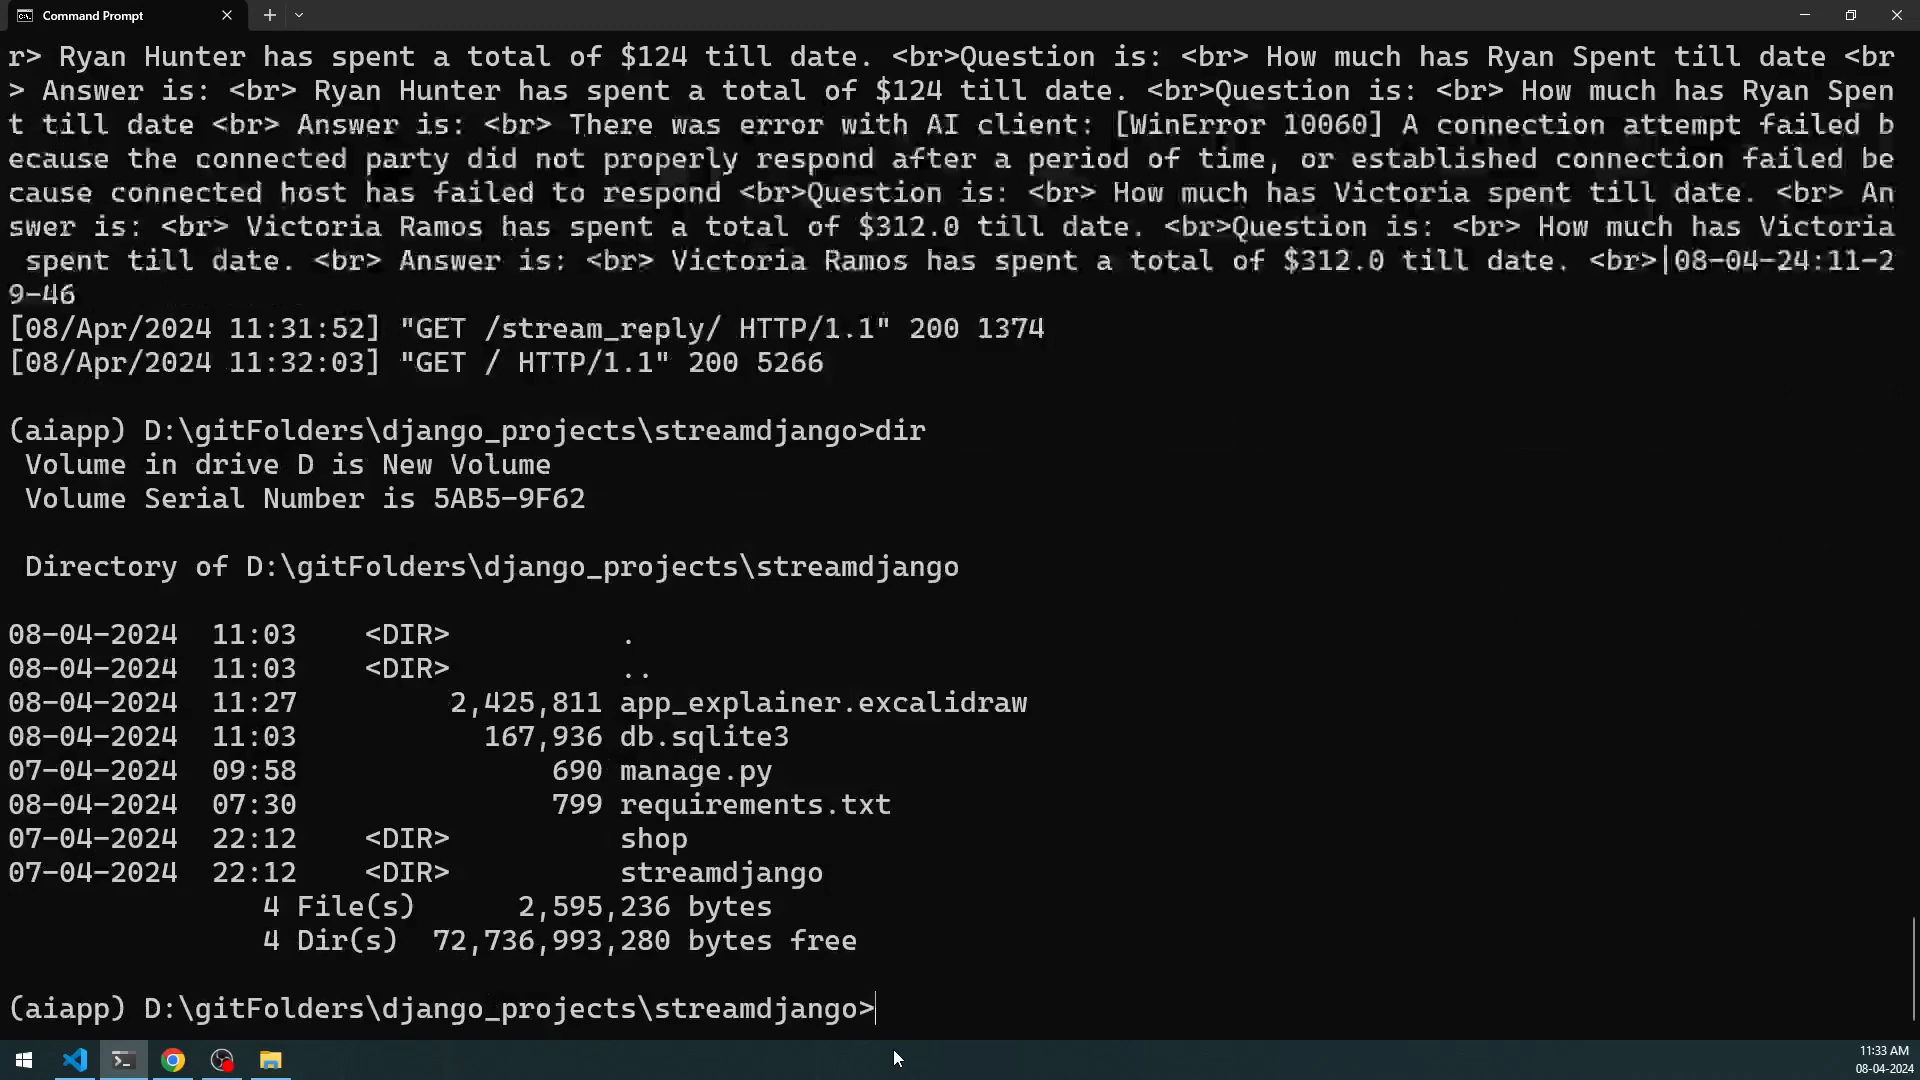 Command Prompt
r> Ryan Hunter has spent a total of $124 till date. <br>Question is: <br> How much has Ryan Spent till date <br
> Answer is: <br> Ryan Hunter has spent a total of $124 till date. <br>Question is: <br> How much has Ryan Spen
t till date <br> Answer is: <br> There was error with AI client: [WinError 10060] A connection attempt failed b
ecause the connected party did not properly respond after a period of time, or established connection failed be
cause connected host has failed to respond <br>Question is: <br> How much has Victoria spent till date. <br> An
swer is: <br> Victoria Ramos has spent a total of $312.0 till date. <br>Question is: <br> How much has Victoria
 spent till date. <br> Answer is: <br> Victoria Ramos has spent a total of $312.0 till date. <br>|08-04-24:11-2
9-46
[08/Apr/2024 11:31:52] "GET /stream_reply/ HTTP/1.1" 200 1374
[08/Apr/2024 11:32:03] "GET / HTTP/1.1" 200 5266
(aiapp) D:\gitFolders\django_projects\streamdjango>dir
 Volume in drive D is New Volume
 Volume Serial Number is 5AB5-9F62
 Directory of D:\gitFolders\django_projects\streamdjango
08-04-2024  11:03    <DIR>          .
08-04-2024  11:03    <DIR>          ..
08-04-2024  11:27         2,425,811 app_explainer.excalidraw
08-04-2024  11:03           167,936 db.sqlite3
07-04-2024  09:58               690 manage.py
08-04-2024  07:30               799 requirements.txt
07-04-2024  22:12    <DIR>          shop
07-04-2024  22:12    <DIR>          streamdjango
               4 File(s)      2,595,236 bytes
               4 Dir(s)  72,736,993,280 bytes free
(aiapp) D:\gitFolders\django_projects\streamdjango>
11:33 AM
08-04-2024